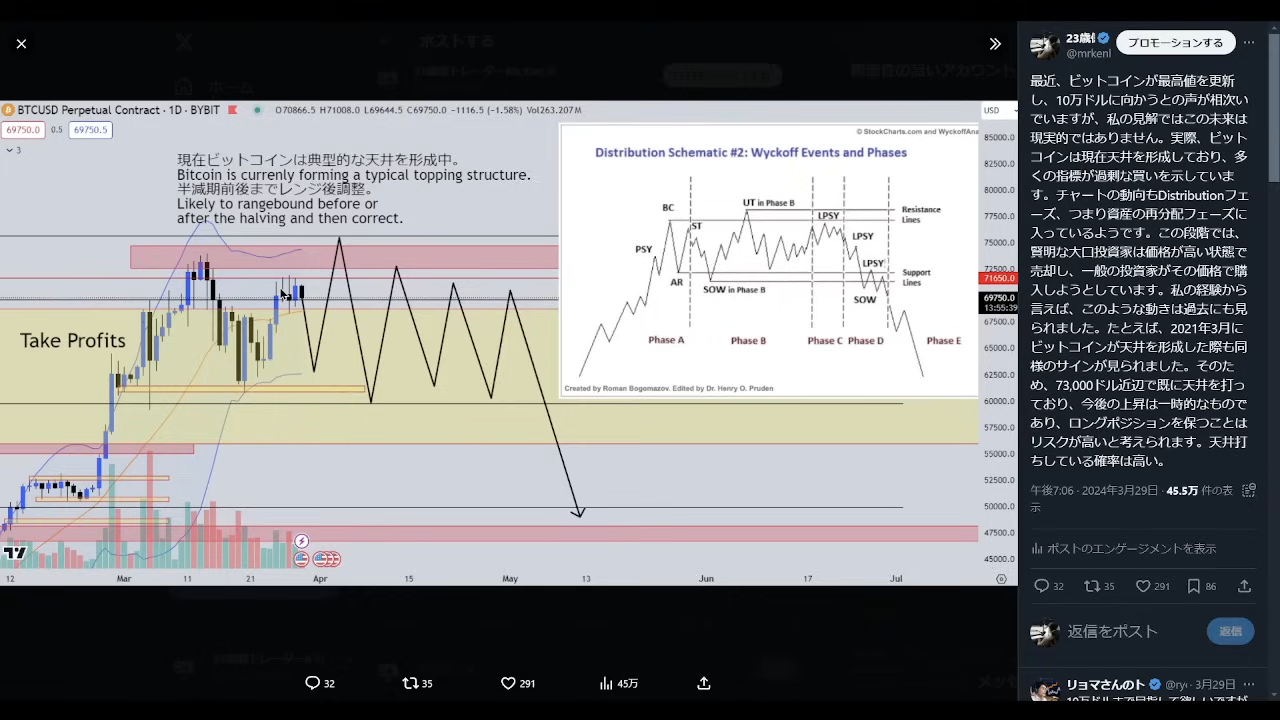 23歳
@mrkenl
プロモーションする
BTCUSD Perpetual Contract · 1D · BYBIT
O70866.5 H71008.0 L69644.5 C69750.0 −1116.5 (−1.58%) Vol263.207M
USD
69750.0 0.5 69750.5
3
現在ビットコインは典型的な天井を形成中。
Bitcoin is currenly forming a typical topping structure.
半減期前後までレンジ後調整。
Likely to rangebound before or
after the halving and then correct.
Take Profits
© StockCharts.com and WyckoffAna
Distribution Schematic #2: Wyckoff Events and Phases
BC
UT in Phase B
LPSY
Resistance
Lines
ST
PSY
LPSY
LPSY
AR
SOW in Phase B
SOW
Support
Lines
Phase A
Phase B
Phase C
Phase D
Phase E
Created by Roman Bogomazov. Edited by Dr. Henry O. Pruden
85000.0
82500.0
80000.0
77500.0
75000.0
72500.0
71650.0
69750.0
13:55:39
67500.0
65000.0
62500.0
60000.0
57500.0
55000.0
52500.0
50000.0
47500.0
45000.0
12
Mar
11
21
Apr
15
May
13
Jun
17
Jul
32
35
291
45万
最近、ビットコインが最高値を更新
し、10万ドルに向かうとの声が相次い
でいますが、私の見解ではこの未来は
現実的ではありません。実際、ビット
コインは現在天井を形成しており、多
くの指標が過剰な買いを示していま
す。チャートの動向もDistributionフェ
ーズ、つまり富の再分配フェーズに
入っているようです。この段階では、
賢明な大口投資家は価格が高い状態で
売却し、一般の投資家がその価格で購
入しようとしています。私の経験から
言えば、このような動きは過去にも見
られました。たとえば、2021年3月に
ビットコインが天井を形成した際も同
様のサインが見られました。そのた
め、70,000ドル近辺で既に天井を打っ
ており、今後の上昇は一時的なもので
あり、ロングポジションを保つことは
リスクが高いと考えられます。天井打
ちしている確率は高い。
午後7:06 · 2024年3月29日 · 45.5万 件の表
示
ポストのエンゲージメントを表示
32
35
291
86
返信をポスト
返信
リョマさんのト
3月29日